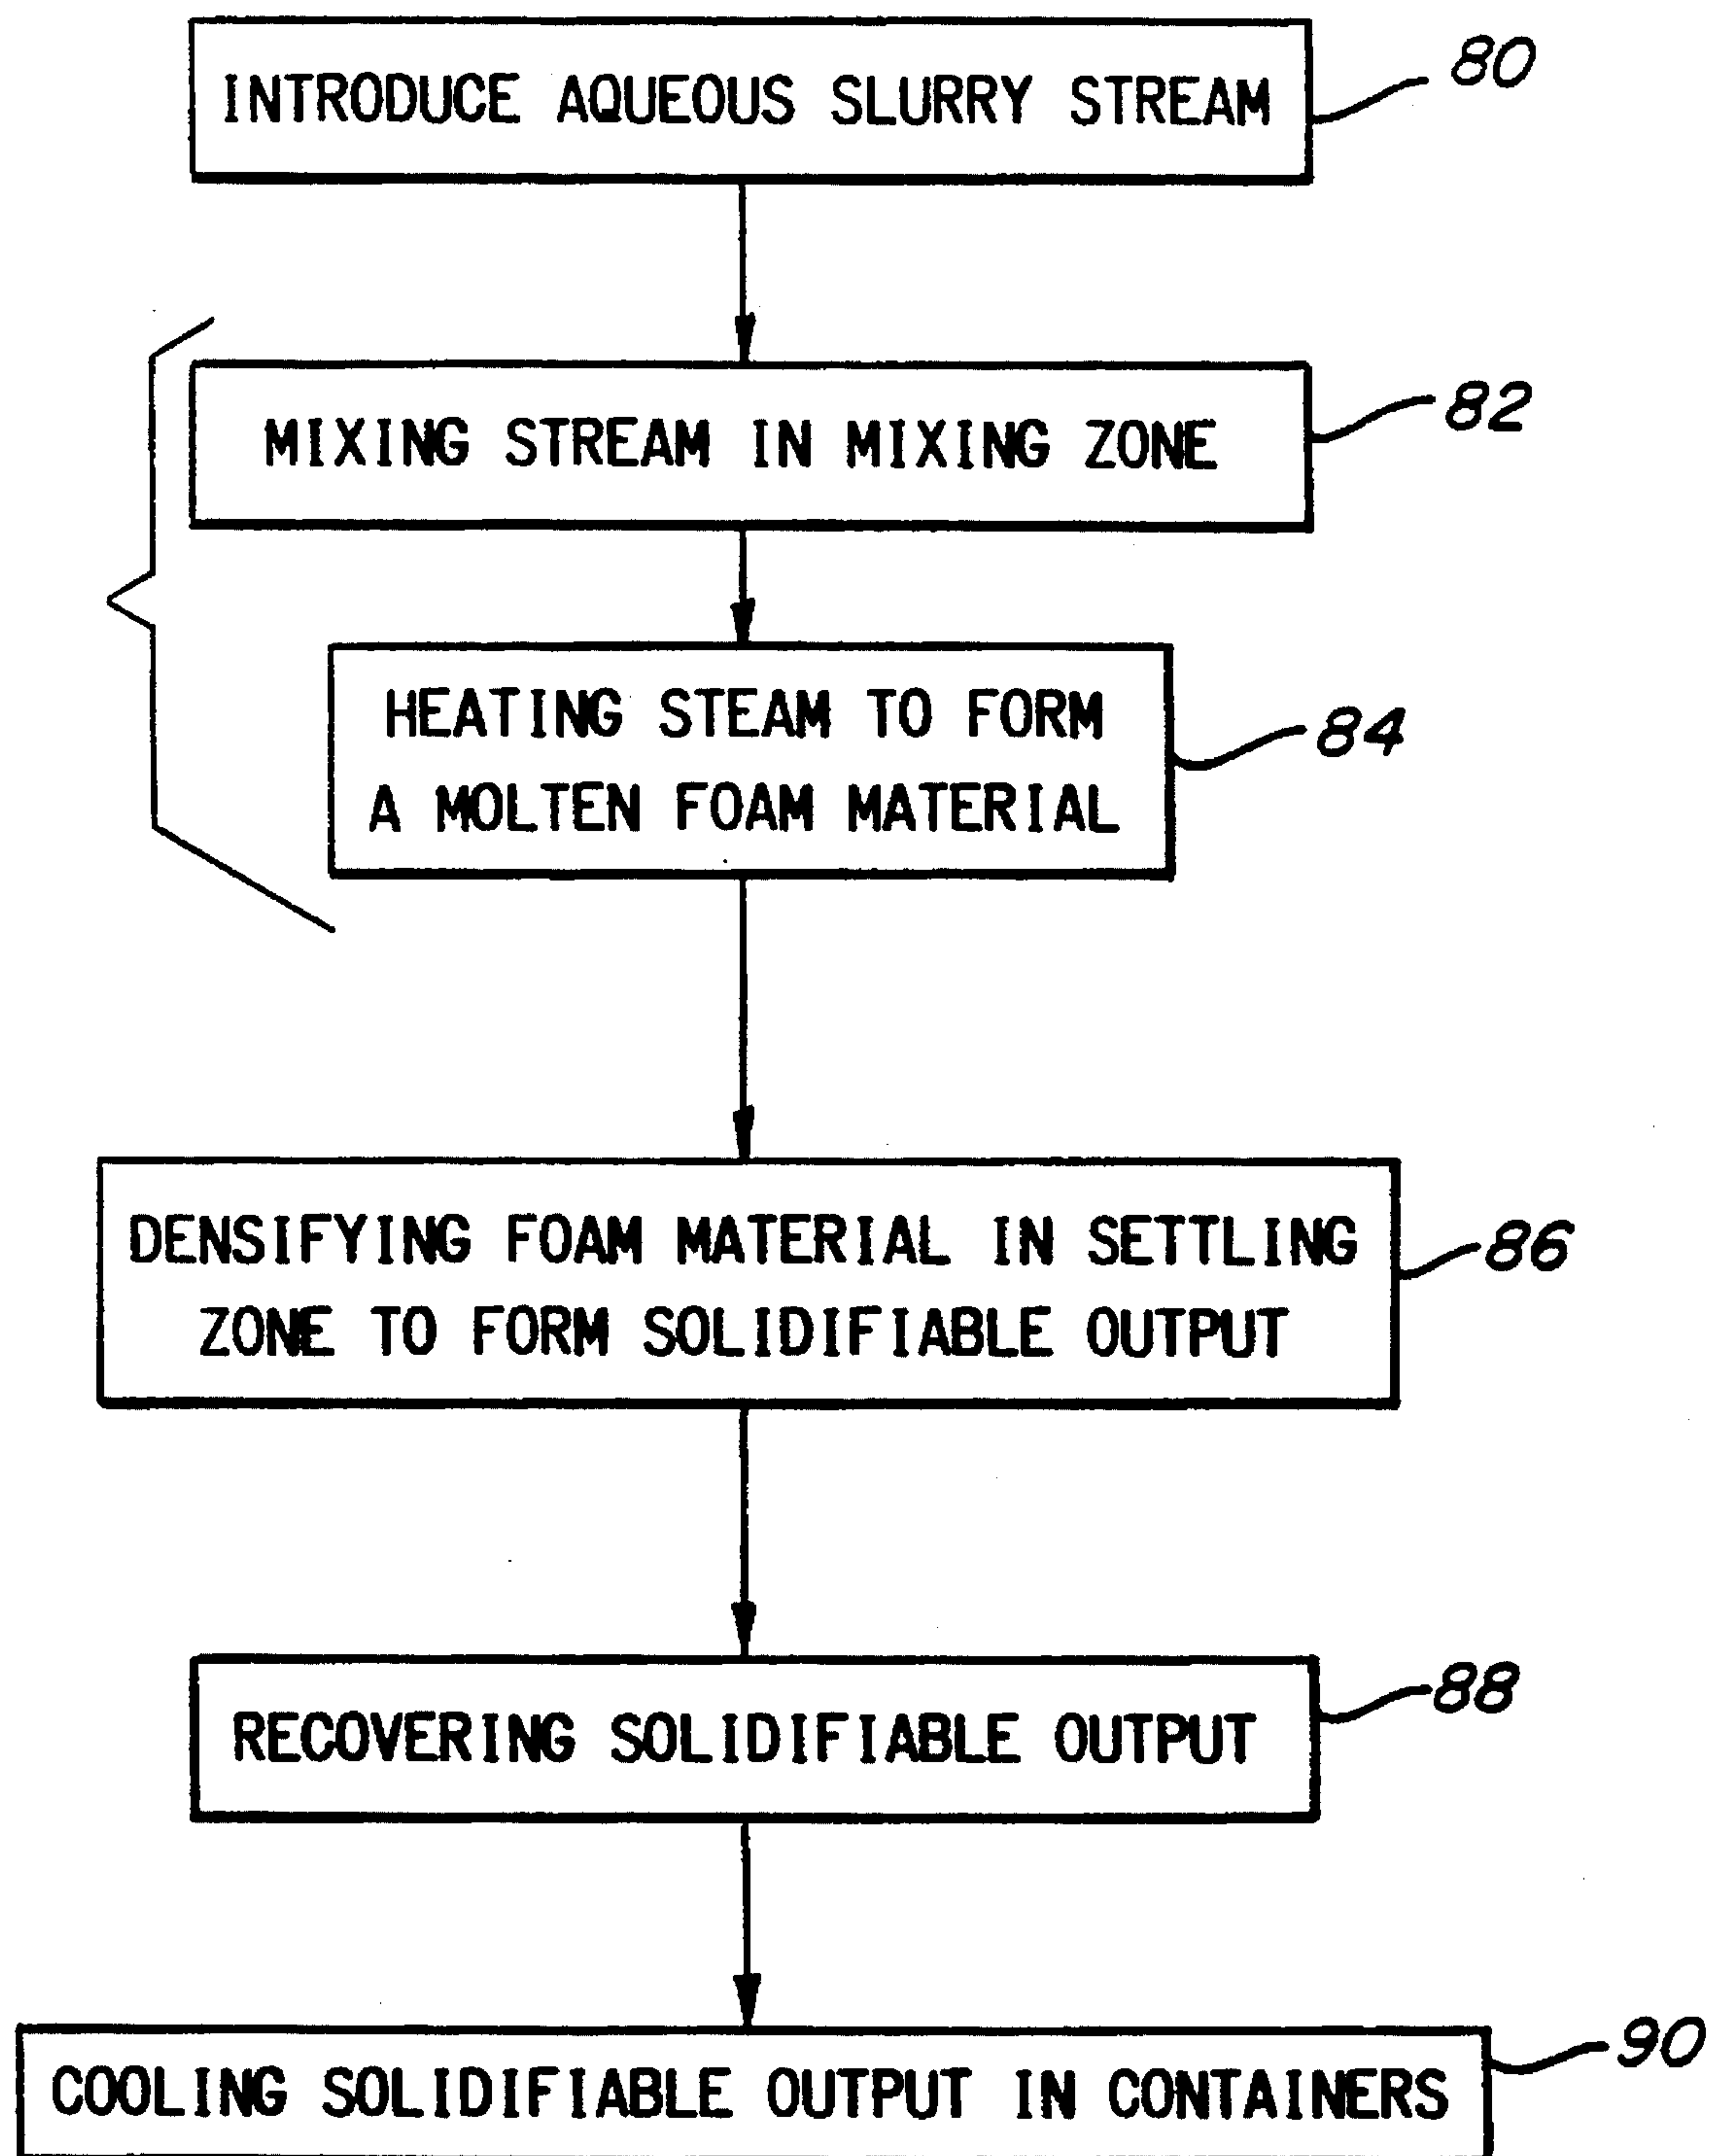 INTRODUCE AQUEOUS SLURRY STREAM
80
MIXING STREAM IN MIXING ZONE
82
HEATING STEAM TO FORM
A MOLTEN FOAM MATERIAL
84
DENSIFYING FOAM MATERIAL IN SETTLING
ZONE TO FORM SOLIDIFIABLE OUTPUT
86
RECOVERING SOLIDIFIABLE OUTPUT
88
COOLING SOLIDIFIABLE OUTPUT IN CONTAINERS
90